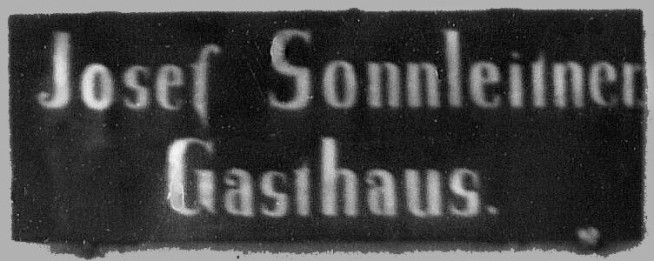 Josef Sonnleitner.
Gasthaus.